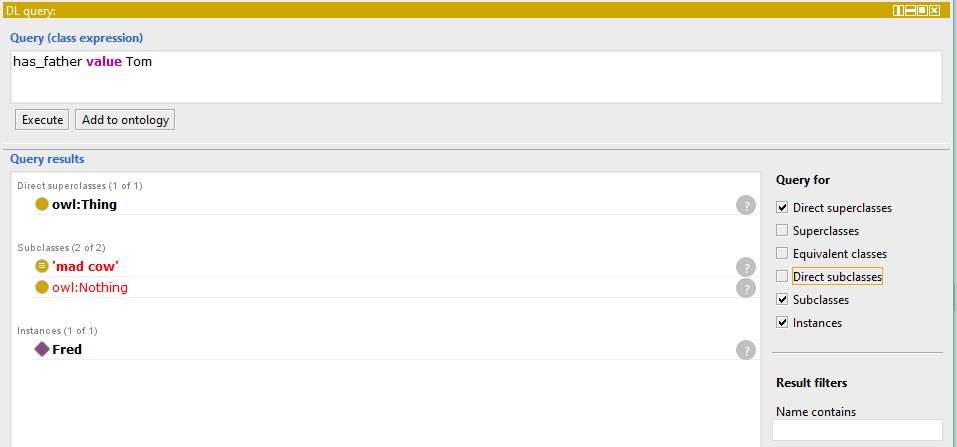 DL query:
Query (class expression)
has_father value Tom
Execute Add to ontology
Query results
Direct superclasses (1 of 1)
owl:Thing
?
Subclasses (2 of 2)
'mad cow'
?
owl:Nothing
?
Instances (1 of 1)
Fred
?
Query for
Direct superclasses
Superclasses
Equivalent classes
Direct subclasses
Subclasses
Instances
Result filters
Name contains